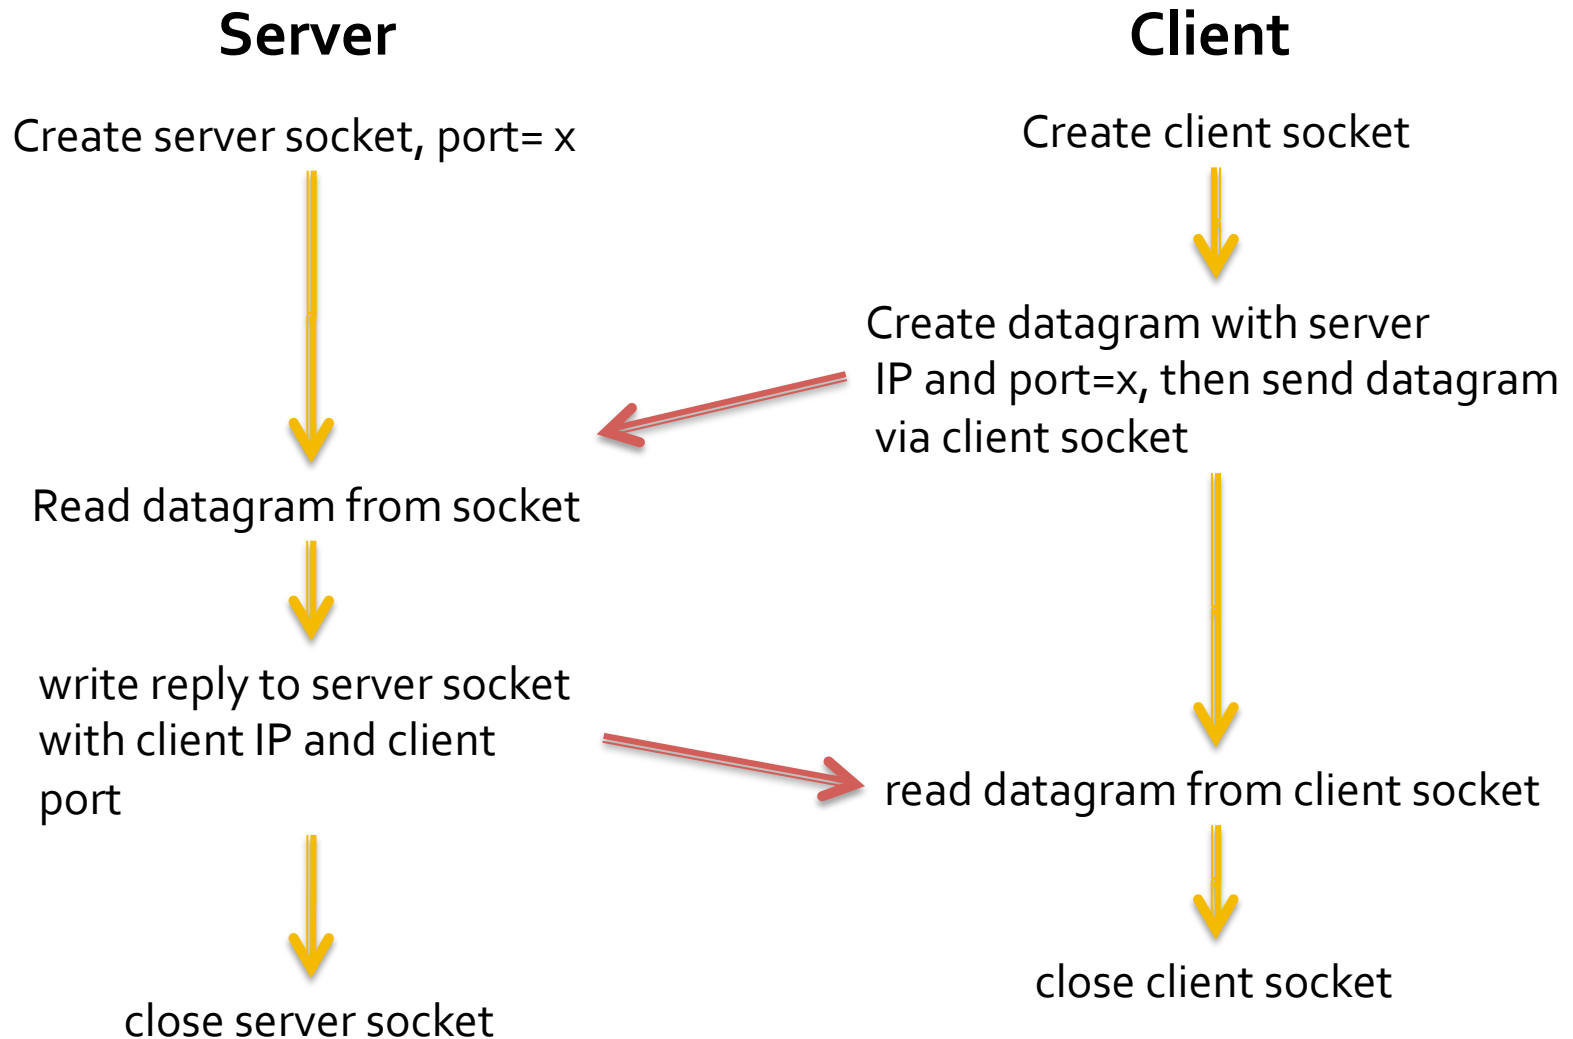 Server
Create server socket, port= x
Read datagram from socket
write reply to server socket
with client IP and client
port
close server socket
Client
Create client socket
Create datagram with server
IP and port=x, then send datagram
via client socket
read datagram from client socket
close client socket